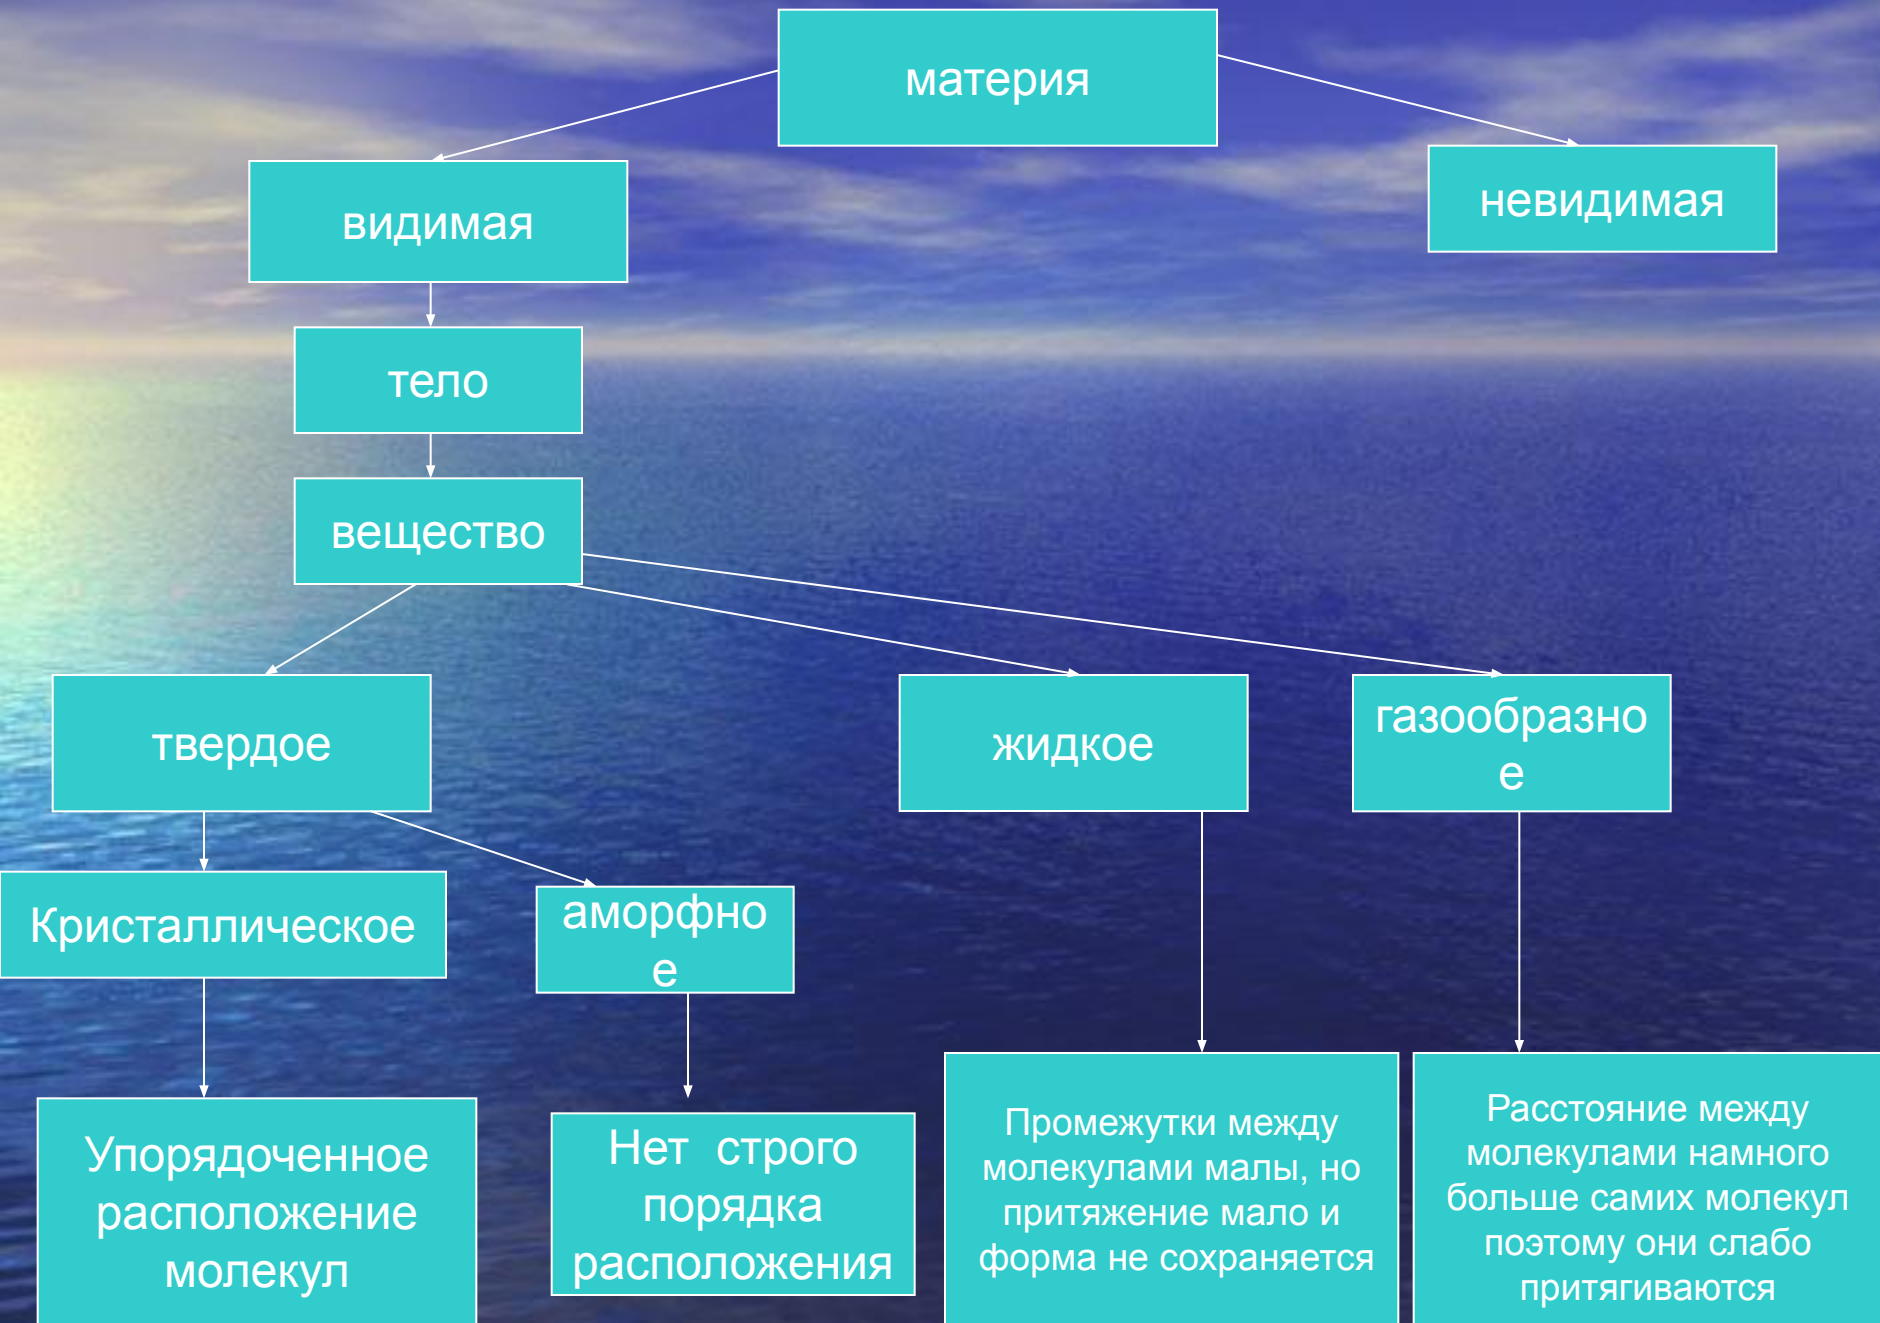 материя
видимая
невидимая
тело
вещество
твердое
жидкое
газообразно
е
Кристаллическое
аморфно
е
Упорядоченное
расположение
молекул
Нет строго
порядка
расположения
Промежутки между
молекулами малы, но
притяжение мало и
форма не сохраняется
Расстояние между
молекулами намного
больше самих молекул
поэтому они слабо
притягиваются